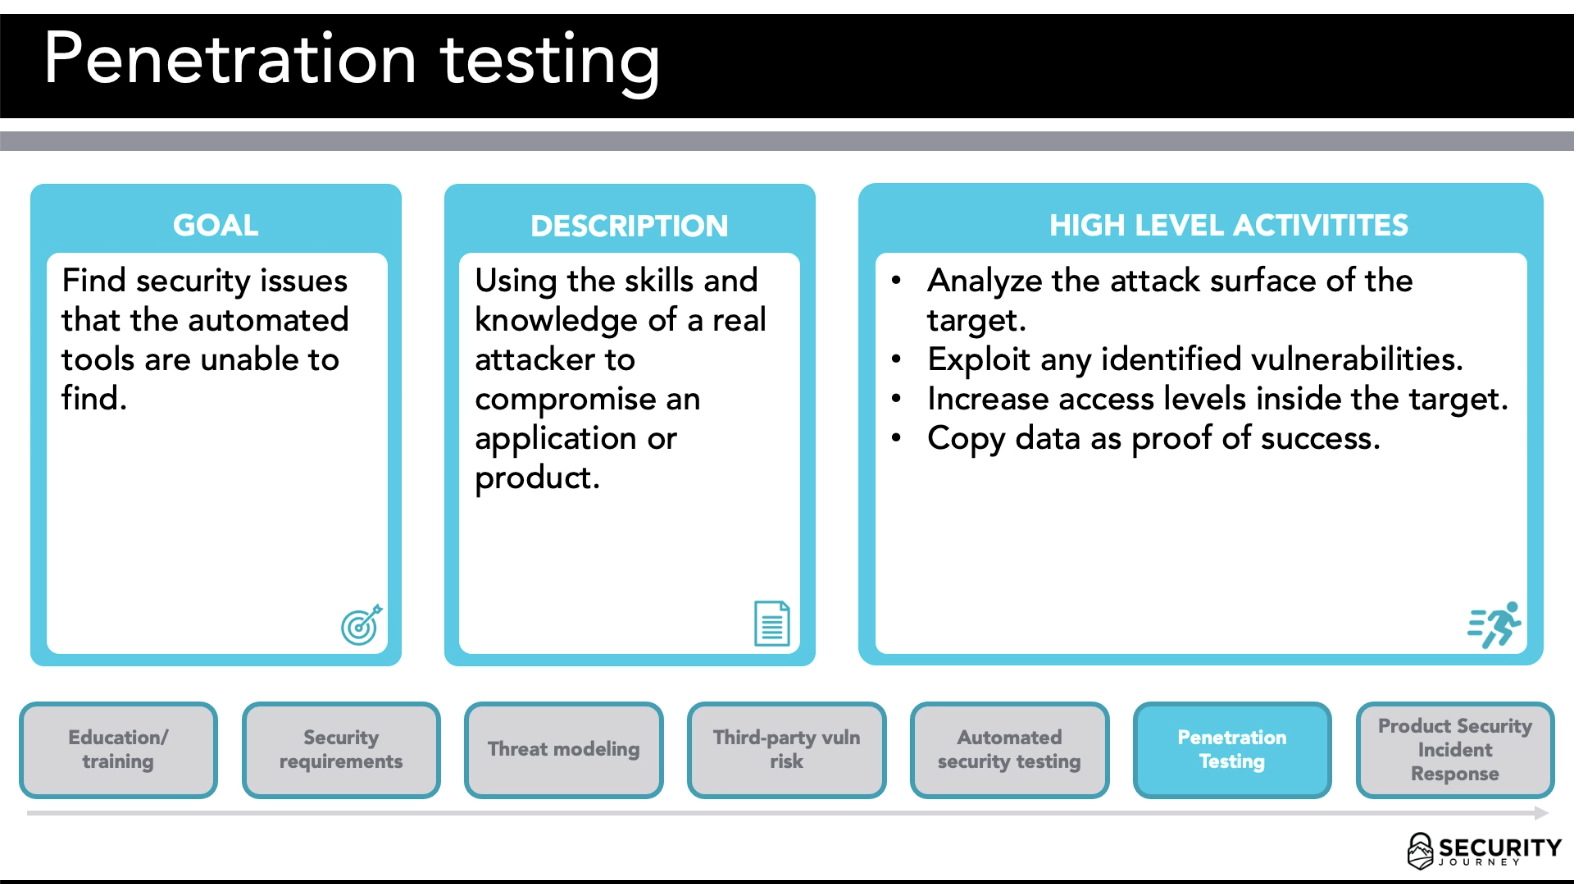 Penetration testing
GOAL
Find security issues
that the automated
tools are unable to
find.
DESCRIPTION
Using the skills and
knowledge of a real
attacker to
compromise an
application or
product.
HIGH LEVEL ACTIVITITES
• Analyze the attack surface of the
target.
• Exploit any identified vulnerabilities.
• Increase access levels inside the target.
• Copy data as proof of success.
Education/
training
Security
requirements
Threat modeling
Third-party vuln
risk
Automated
security testing
Penetration
Testing
Product Security
Incident
Response
SECURITY
JOURNEY